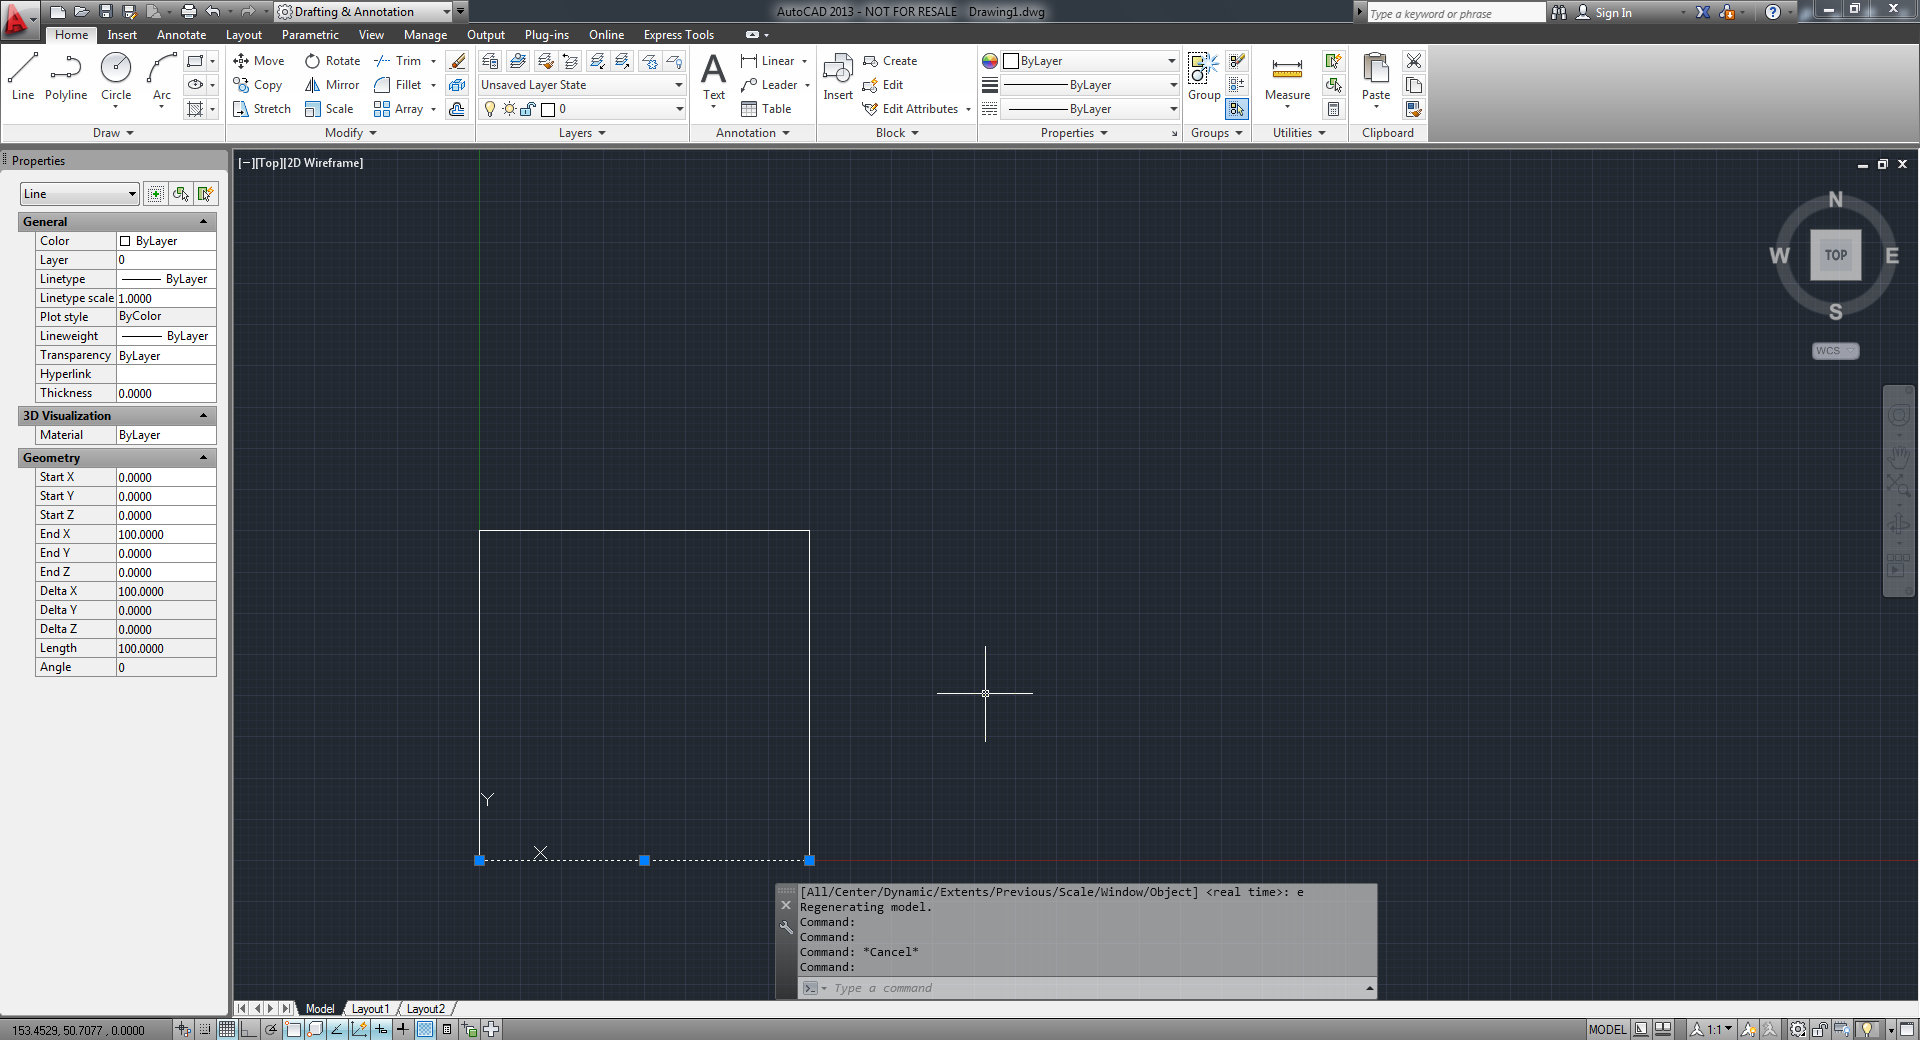 Drafting & Annotation
AutoCAD 2013 - NOT FOR RESALE Drawing1.dwg
Type a keyword or phrase
Sign In
Home Insert Annotate Layout Parametric View Manage Output Plug-ins Online Express Tools
Line Polyline Circle Arc
Draw
Move Rotate Trim
Copy Mirror Fillet
Stretch Scale Array
Modify
Unsaved Layer State
0
Layers
A
Text
Linear
Leader
Table
Annotation
Insert
Create
Edit
Edit Attributes
Block
ByLayer
ByLayer
ByLayer
Properties
Group
Groups
Measure
Utilities
Paste
Clipboard
Properties
Line
General
Color ByLayer
Layer 0
Linetype ByLayer
Linetype scale 1.0000
Plot style ByColor
Lineweight ByLayer
Transparency ByLayer
Hyperlink
Thickness 0.0000
3D Visualization
Material ByLayer
Geometry
Start X 0.0000
Start Y 0.0000
Start Z 0.0000
End X 100.0000
End Y 0.0000
End Z 0.0000
Delta X 100.0000
Delta Y 0.0000
Delta Z 0.0000
Length 100.0000
Angle 0
[−][Top][2D Wireframe]
N
W TOP E
S
WCS
Y
X
[All/Center/Dynamic/Extents/Previous/Scale/Window/Object] <real time>: e
Regenerating model.
Command:
Command:
Command: *Cancel*
Command:
Type a command
Model Layout1 Layout2
153.4529, 50.7077 , 0.0000
MODEL
1:1